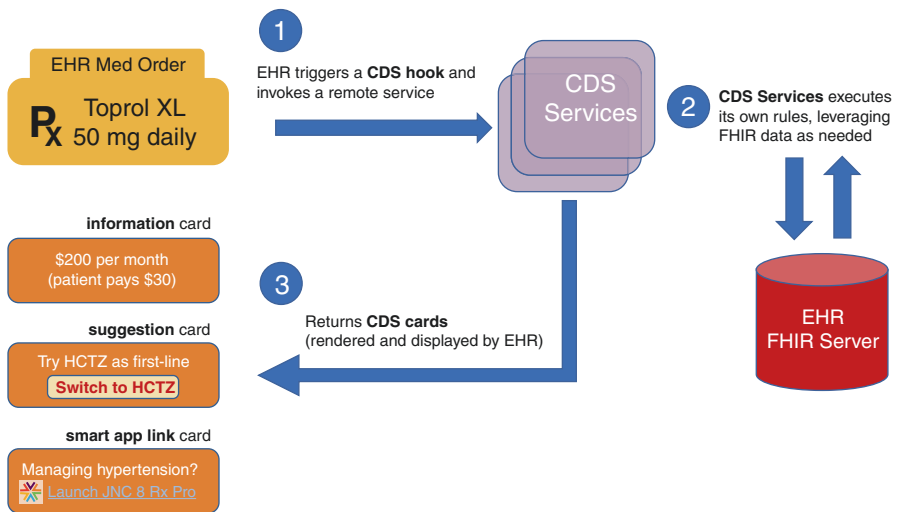 EHR Med Order
Rx
Toprol XL
50 mg daily
1
EHR triggers a CDS hook and
invokes a remote service
CDS
Services
2
CDS Services executes
its own rules, leveraging
FHIR data as needed
EHR
FHIR Server
3
Returns CDS cards
(rendered and displayed by EHR)
information card
$200 per month
(patient pays $30)
suggestion card
Try HCTZ as first-line
Switch to HCTZ
smart app link card
Managing hypertension?
Launch JNC 8 Rx Pro